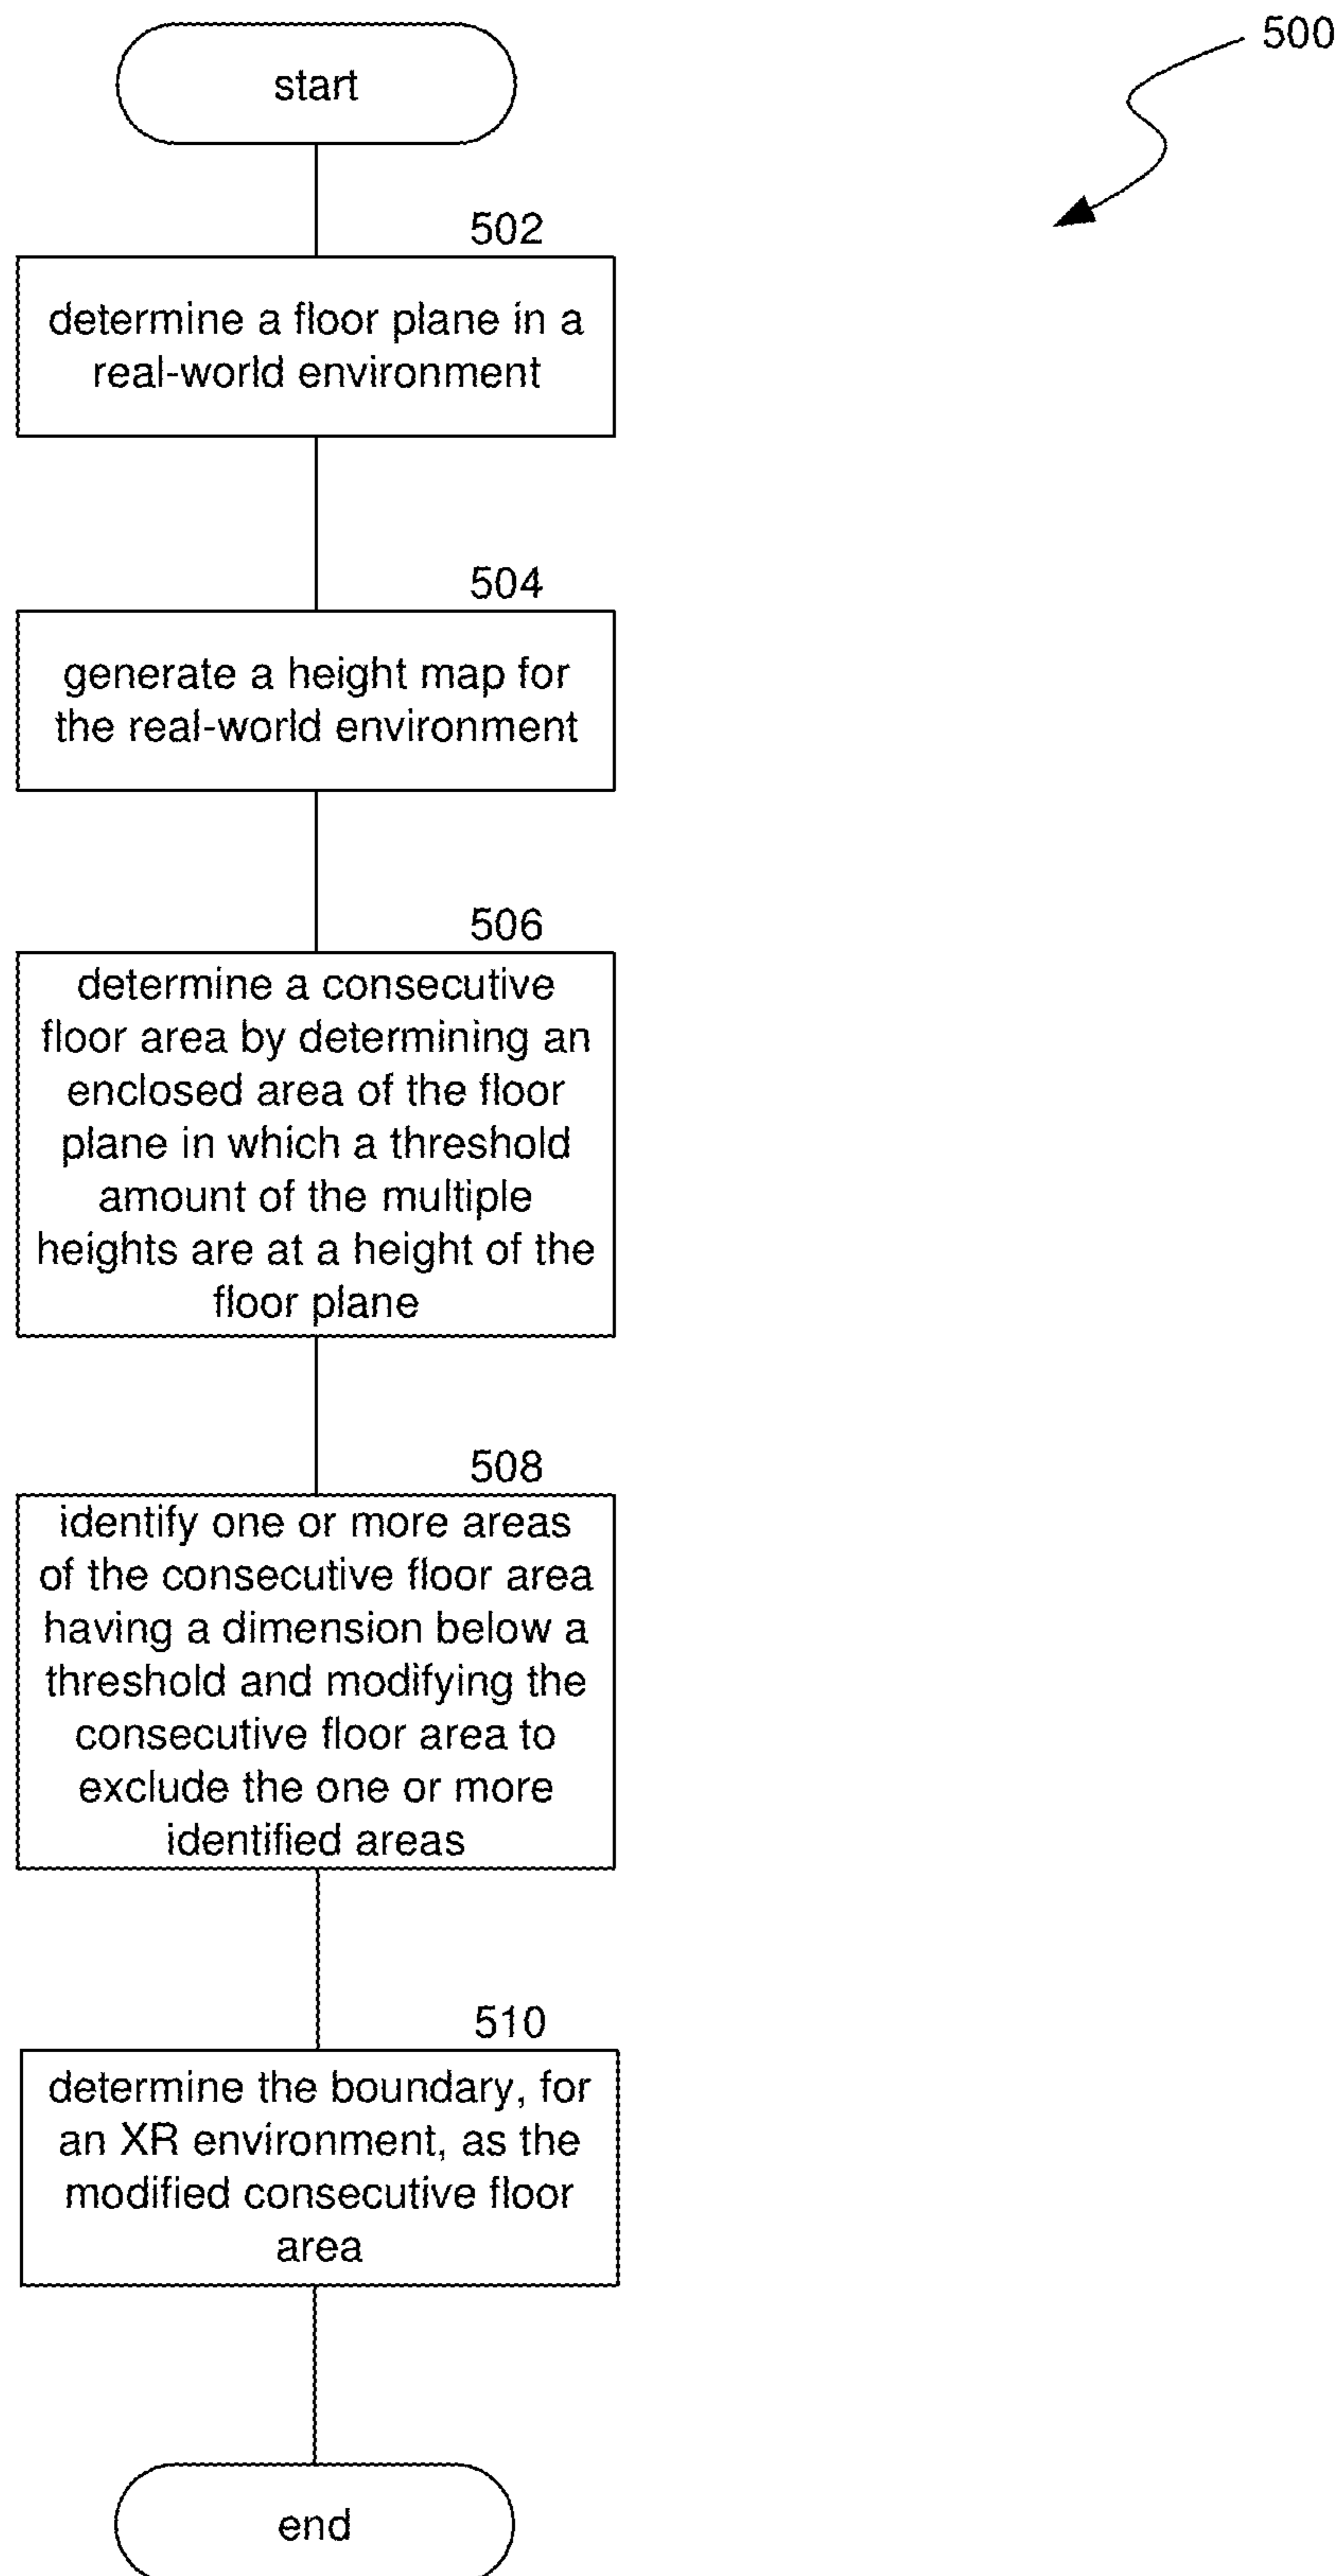 500
start
502
determine a floor plane in a
real-world environment
504
generate a height map for
the real-world environment
506
determine a consecutive
floor area by determining an
enclosed area of the floor
plane in which a threshold
amount of the multiple
heights are at a height of the
floor plane
508
identify one or more areas
of the consecutive floor area
having a dimension below a
threshold and modifying the
consecutive floor area to
exclude the one or more
identified areas
510
determine the boundary, for
an XR environment, as the
modified consecutive floor
area
end